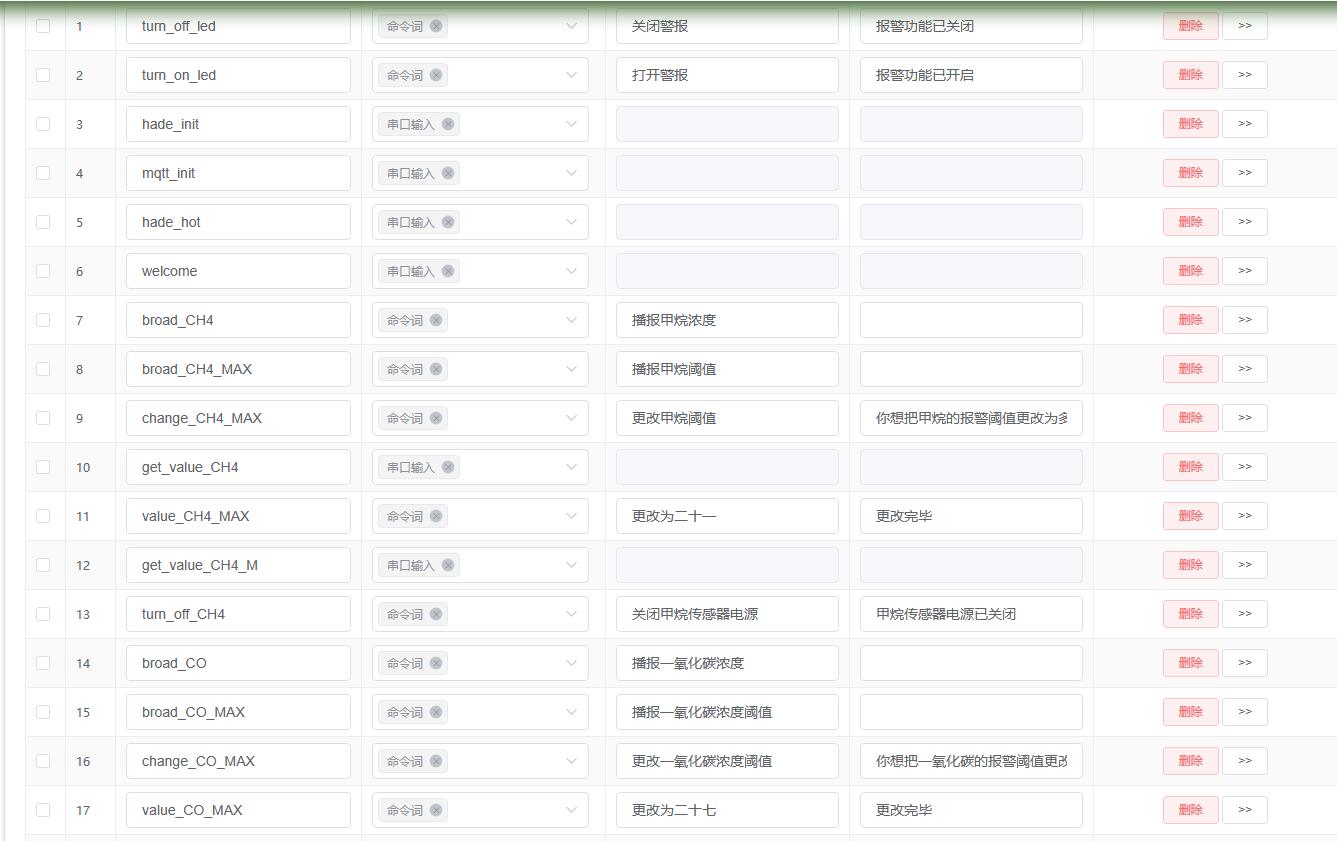 1 turn_off_led 命令词 关闭警报 报警功能已关闭 删除 >>
2 turn_on_led 命令词 打开警报 报警功能已开启 删除 >>
3 hade_init 串口输入 删除 >>
4 mqtt_init 串口输入 删除 >>
5 hade_hot 串口输入 删除 >>
6 welcome 串口输入 删除 >>
7 broad_CH4 命令词 播报甲烷浓度 删除 >>
8 broad_CH4_MAX 命令词 播报甲烷阈值 删除 >>
9 change_CH4_MAX 命令词 更改甲烷阈值 你想把甲烷的报警阈值更改为多 删除 >>
10 get_value_CH4 串口输入 删除 >>
11 value_CH4_MAX 命令词 更改为二十一 更改完毕 删除 >>
12 get_value_CH4_M 串口输入 删除 >>
13 turn_off_CH4 命令词 关闭甲烷传感器电源 甲烷传感器电源已关闭 删除 >>
14 broad_CO 命令词 播报一氧化碳浓度 删除 >>
15 broad_CO_MAX 命令词 播报一氧化碳浓度阈值 删除 >>
16 change_CO_MAX 命令词 更改一氧化碳浓度阈值 你想把一氧化碳的报警阈值更改 删除 >>
17 value_CO_MAX 命令词 更改为二十七 更改完毕 删除 >>